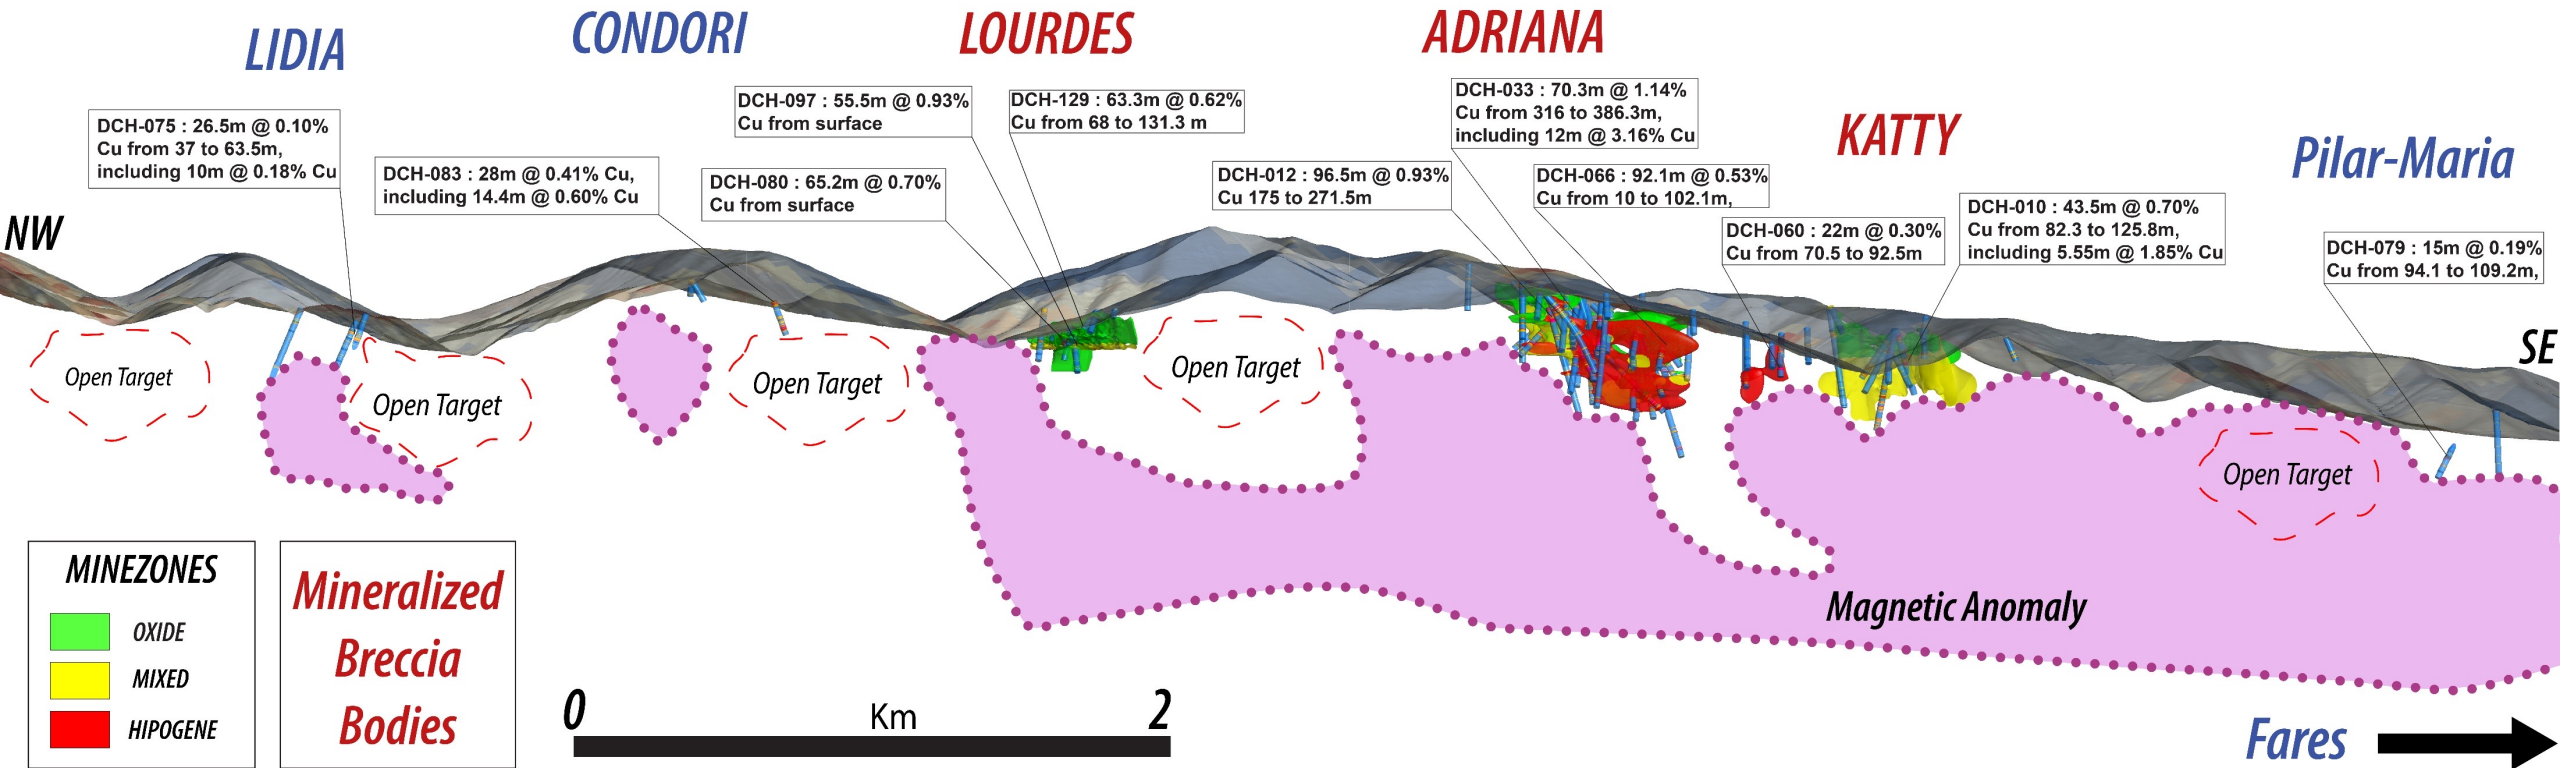 LIDIA
CONDORI
LOURDES
ADRIANA
KATTY
Pilar-Maria
DCH-075 : 26.5m @ 0.10%
Cu from 37 to 63.5m,
including 10m @ 0.18% Cu
DCH-083 : 28m @ 0.41% Cu,
including 14.4m @ 0.60% Cu
DCH-097 : 55.5m @ 0.93%
Cu from surface
DCH-080 : 65.2m @ 0.70%
Cu from surface
DCH-129 : 63.3m @ 0.62%
Cu from 68 to 131.3 m
DCH-012 : 96.5m @ 0.93%
Cu 175 to 271.5m
DCH-033 : 70.3m @ 1.14%
Cu from 316 to 386.3m,
including 12m @ 3.16% Cu
DCH-066 : 92.1m @ 0.53%
Cu from 10 to 102.1m,
DCH-060 : 22m @ 0.30%
Cu from 70.5 to 92.5m
DCH-010 : 43.5m @ 0.70%
Cu from 82.3 to 125.8m,
including 5.55m @ 1.85% Cu
DCH-079 : 15m @ 0.19%
Cu from 94.1 to 109.2m,
NW
SE
Open Target
Open Target
Open Target
Open Target
Open Target
Magnetic Anomaly
MINEZONES
OXIDE
MIXED
HIPOGENE
Mineralized
Breccia
Bodies
0 Km 2
Fares